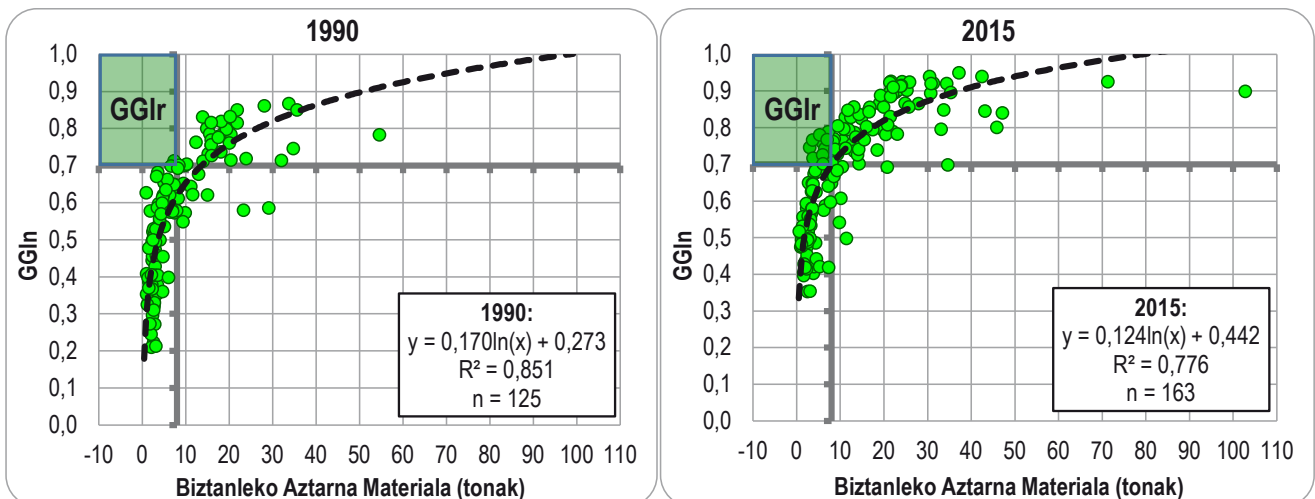 1990
1,0
0,9
0,8
0,7
0,6
0,5
0,4
0,3
0,2
0,1
0,0
GGIn
GGIr
1990:
y = 0,170ln(x) + 0,273
R² = 0,851
n = 125
-10 0 10 20 30 40 50 60 70 80 90 100 110
Biztanleko Aztarna Materiala (tonak)
2015
1,0
0,9
0,8
0,7
0,6
0,5
0,4
0,3
0,2
0,1
0,0
GGIn
GGIr
2015:
y = 0,124ln(x) + 0,442
R² = 0,776
n = 163
-10 0 10 20 30 40 50 60 70 80 90 100 110
Biztanleko Aztarna Materiala (tonak)